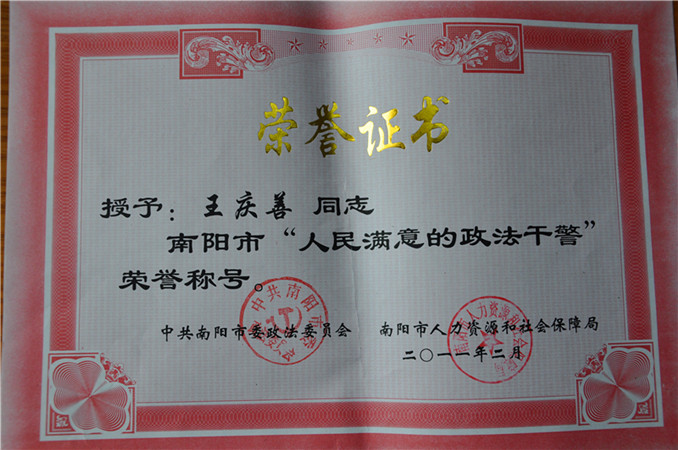 荣誉证书
授予：王庆善 同志
南阳市“人民满意的政法干警”
荣誉称号。
中共南阳市委政法委员会 南阳市人力资源和社会保障局
二〇一一年二月